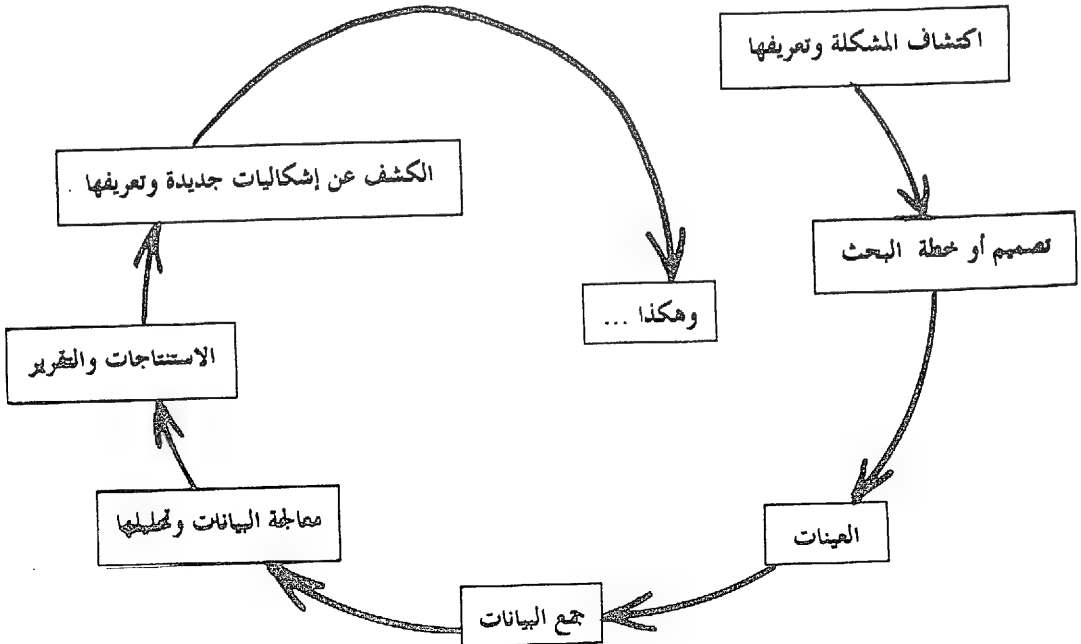 اكتشاف المشكلة وتعريفها
تصميم أو خطة البحث
العينات
جمع البيانات
معالجة البيانات وتحليلها
الاستنتاجات والتقرير
الكشف عن إشكاليات جديدة وتعريفها
وهكذا ...